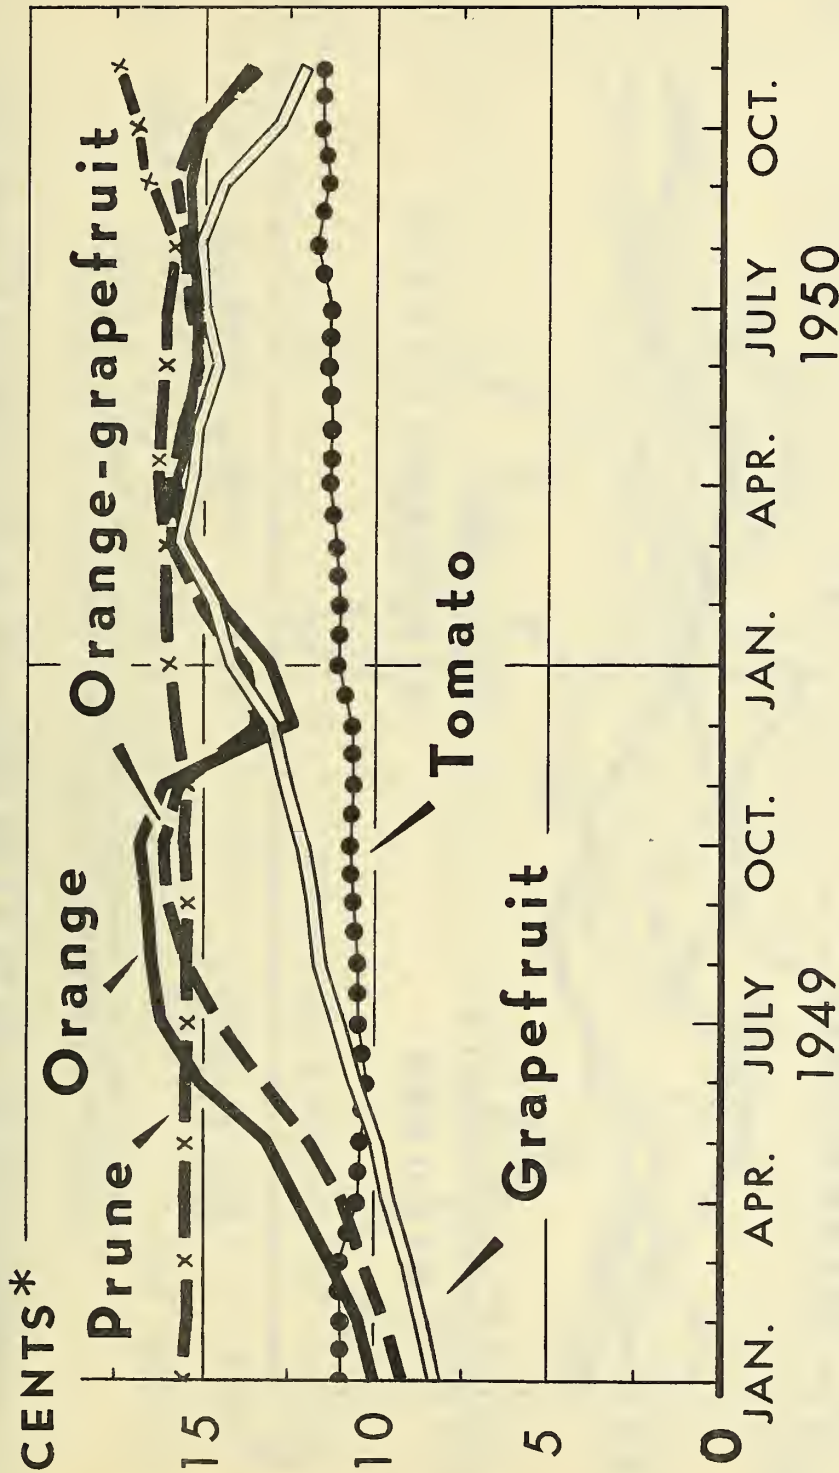 CENTS*
Prune
Orange
Orange-grapefruit
Tomato
Grapefruit
15
10
5
0
JAN. APR. JULY OCT. JAN. APR. JULY OCT.
1949 1950